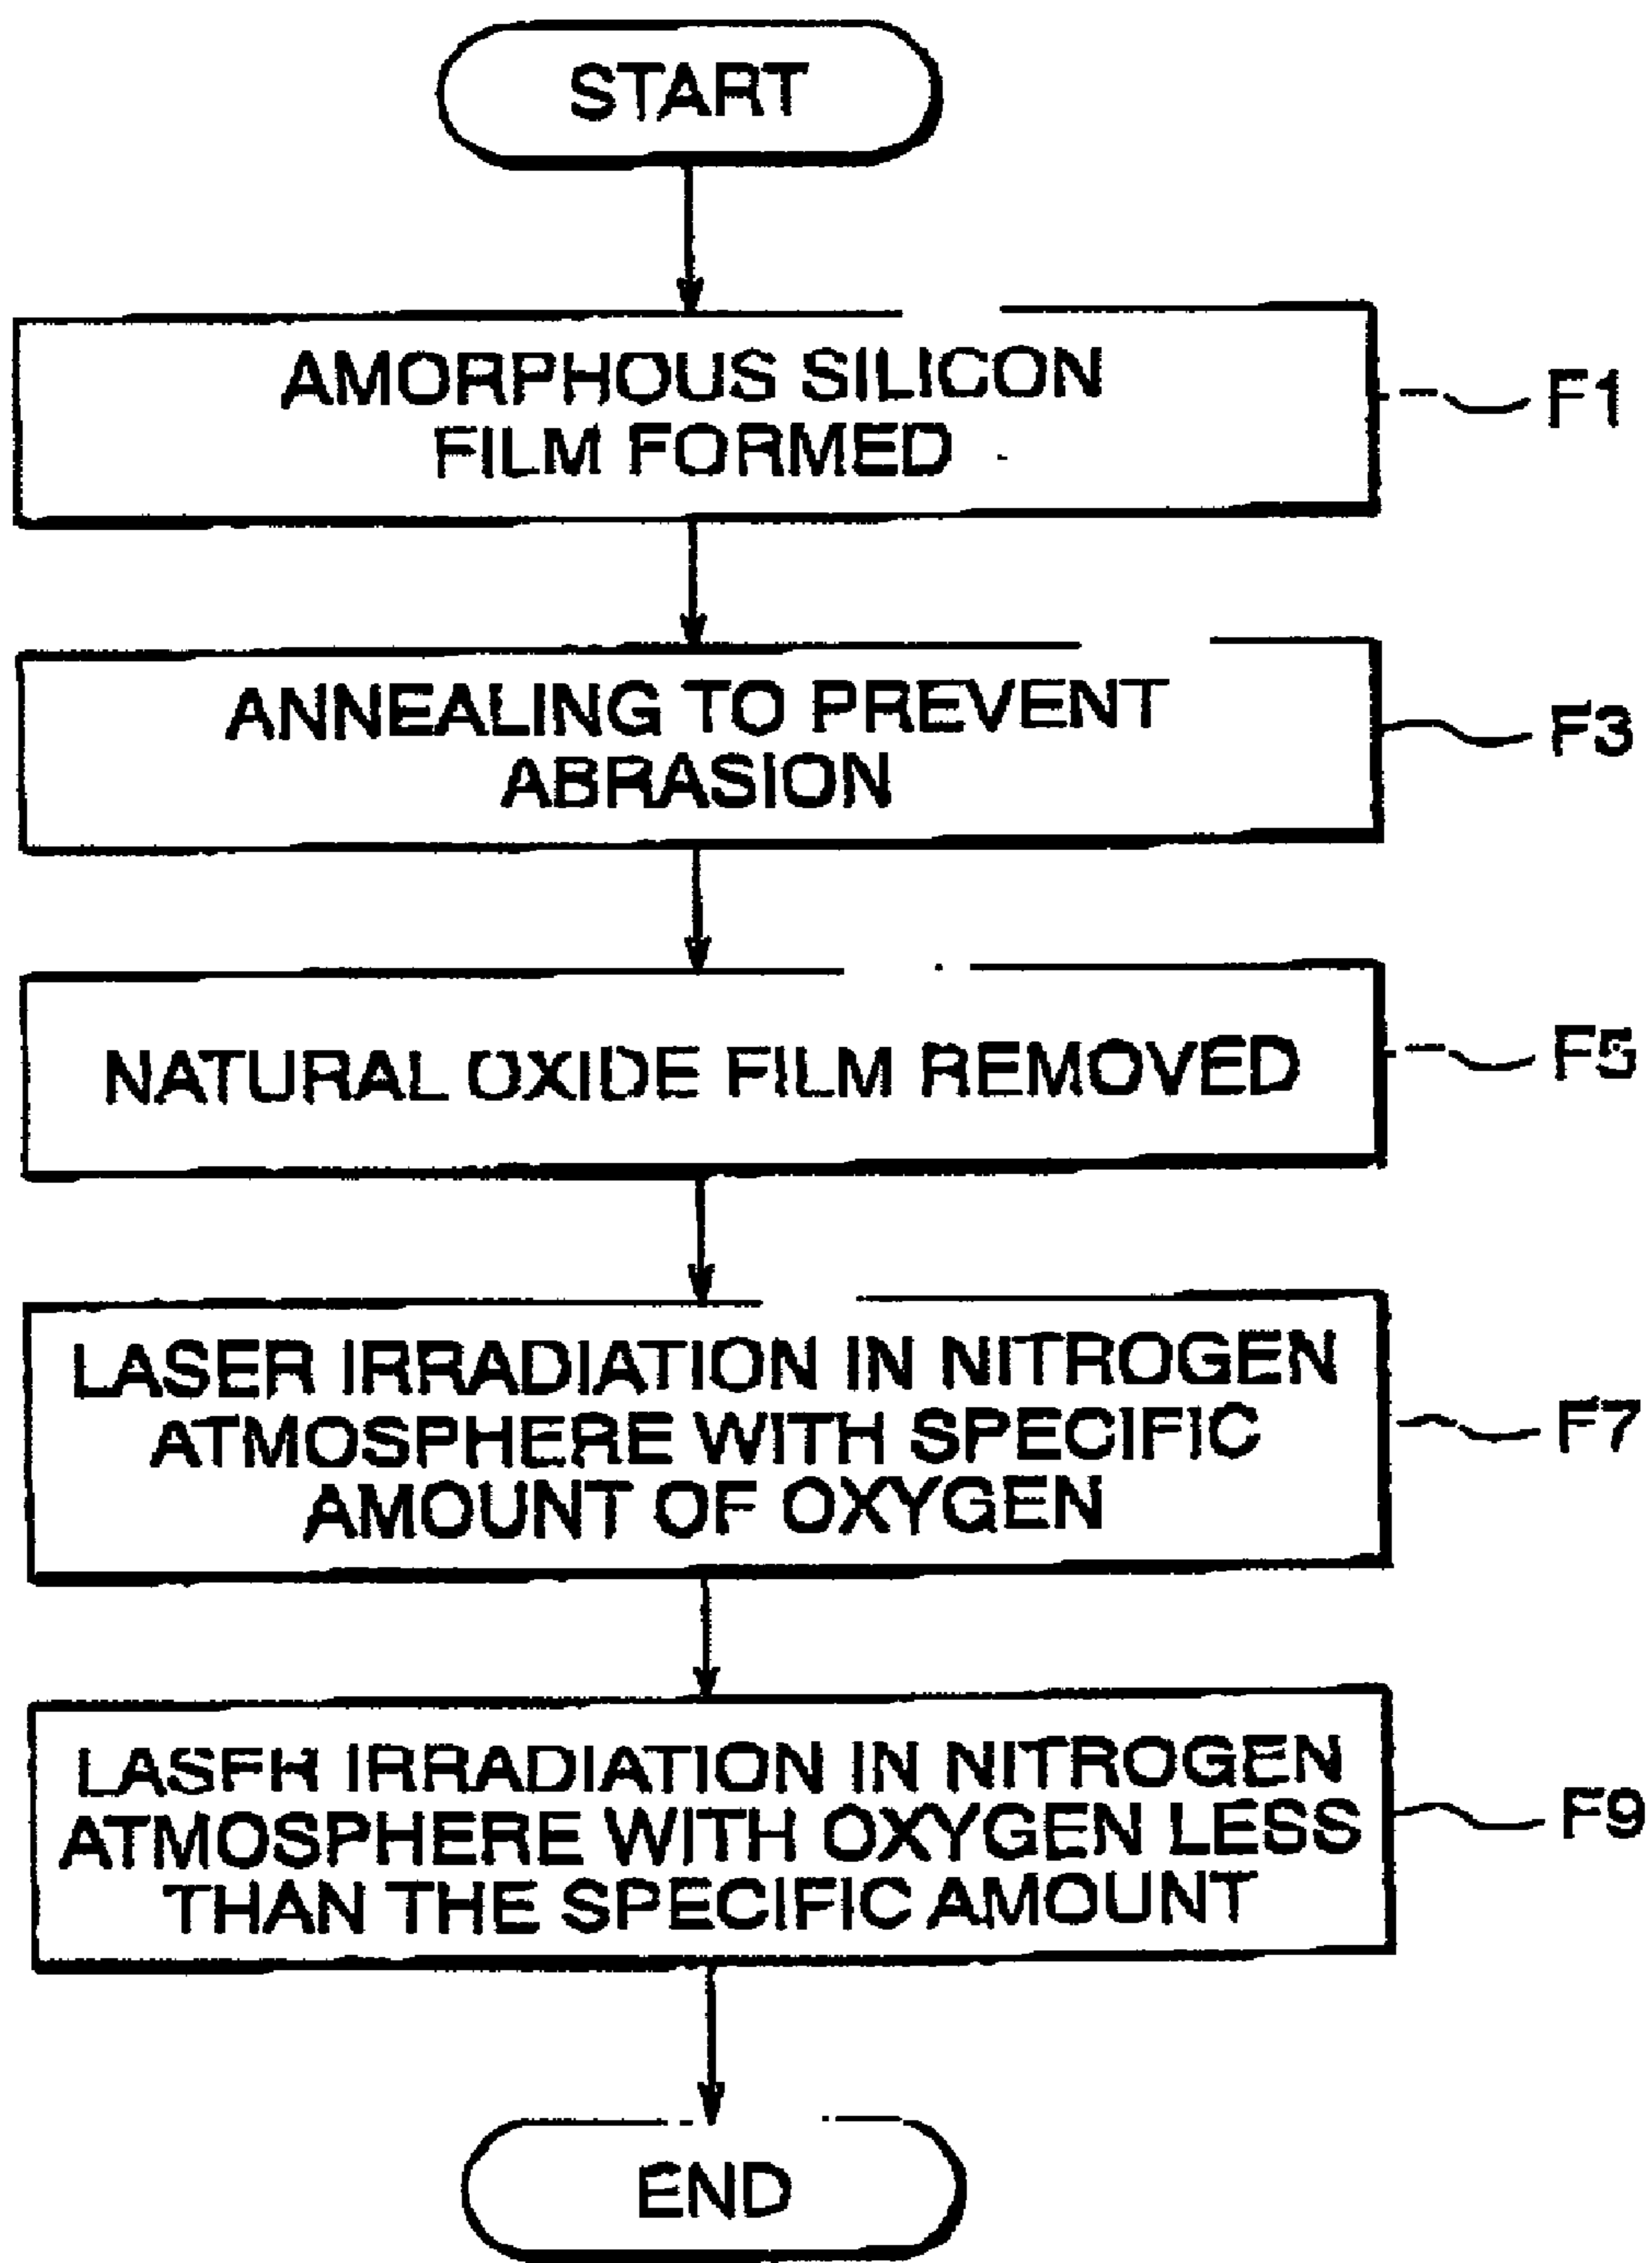 START
AMORPHOUS SILICON
FILM FORMED
F1
ANNEALING TO PREVENT
ABRASION
F3
NATURAL OXIDE FILM REMOVED
F5
LASER IRRADIATION IN NITROGEN
ATMOSPHERE WITH SPECIFIC
AMOUNT OF OXYGEN
F7
LASER IRRADIATION IN NITROGEN
ATMOSPHERE WITH OXYGEN LESS
THAN THE SPECIFIC AMOUNT
F9
END